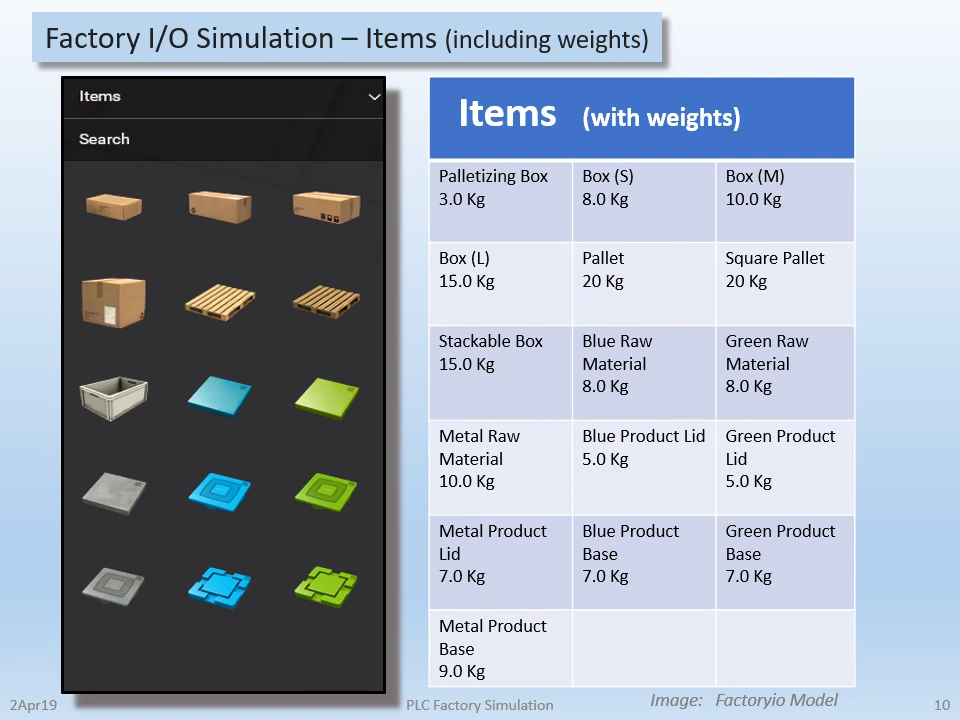 Factory I/O Simulation – Items (including weights)
Items
Search
Items (with weights)
Palletizing Box
3.0 Kg
Box (S)
8.0 Kg
Box (M)
10.0 Kg
Box (L)
15.0 Kg
Pallet
20 Kg
Square Pallet
20 Kg
Stackable Box
15.0 Kg
Blue Raw
Material
8.0 Kg
Green Raw
Material
8.0 Kg
Metal Raw
Material
10.0 Kg
Blue Product Lid
5.0 Kg
Green Product
Lid
5.0 Kg
Metal Product
Lid
7.0 Kg
Blue Product
Base
7.0 Kg
Green Product
Base
7.0 Kg
Metal Product
Base
9.0 Kg
Image: Factoryio Model
2Apr19
PLC Factory Simulation
10